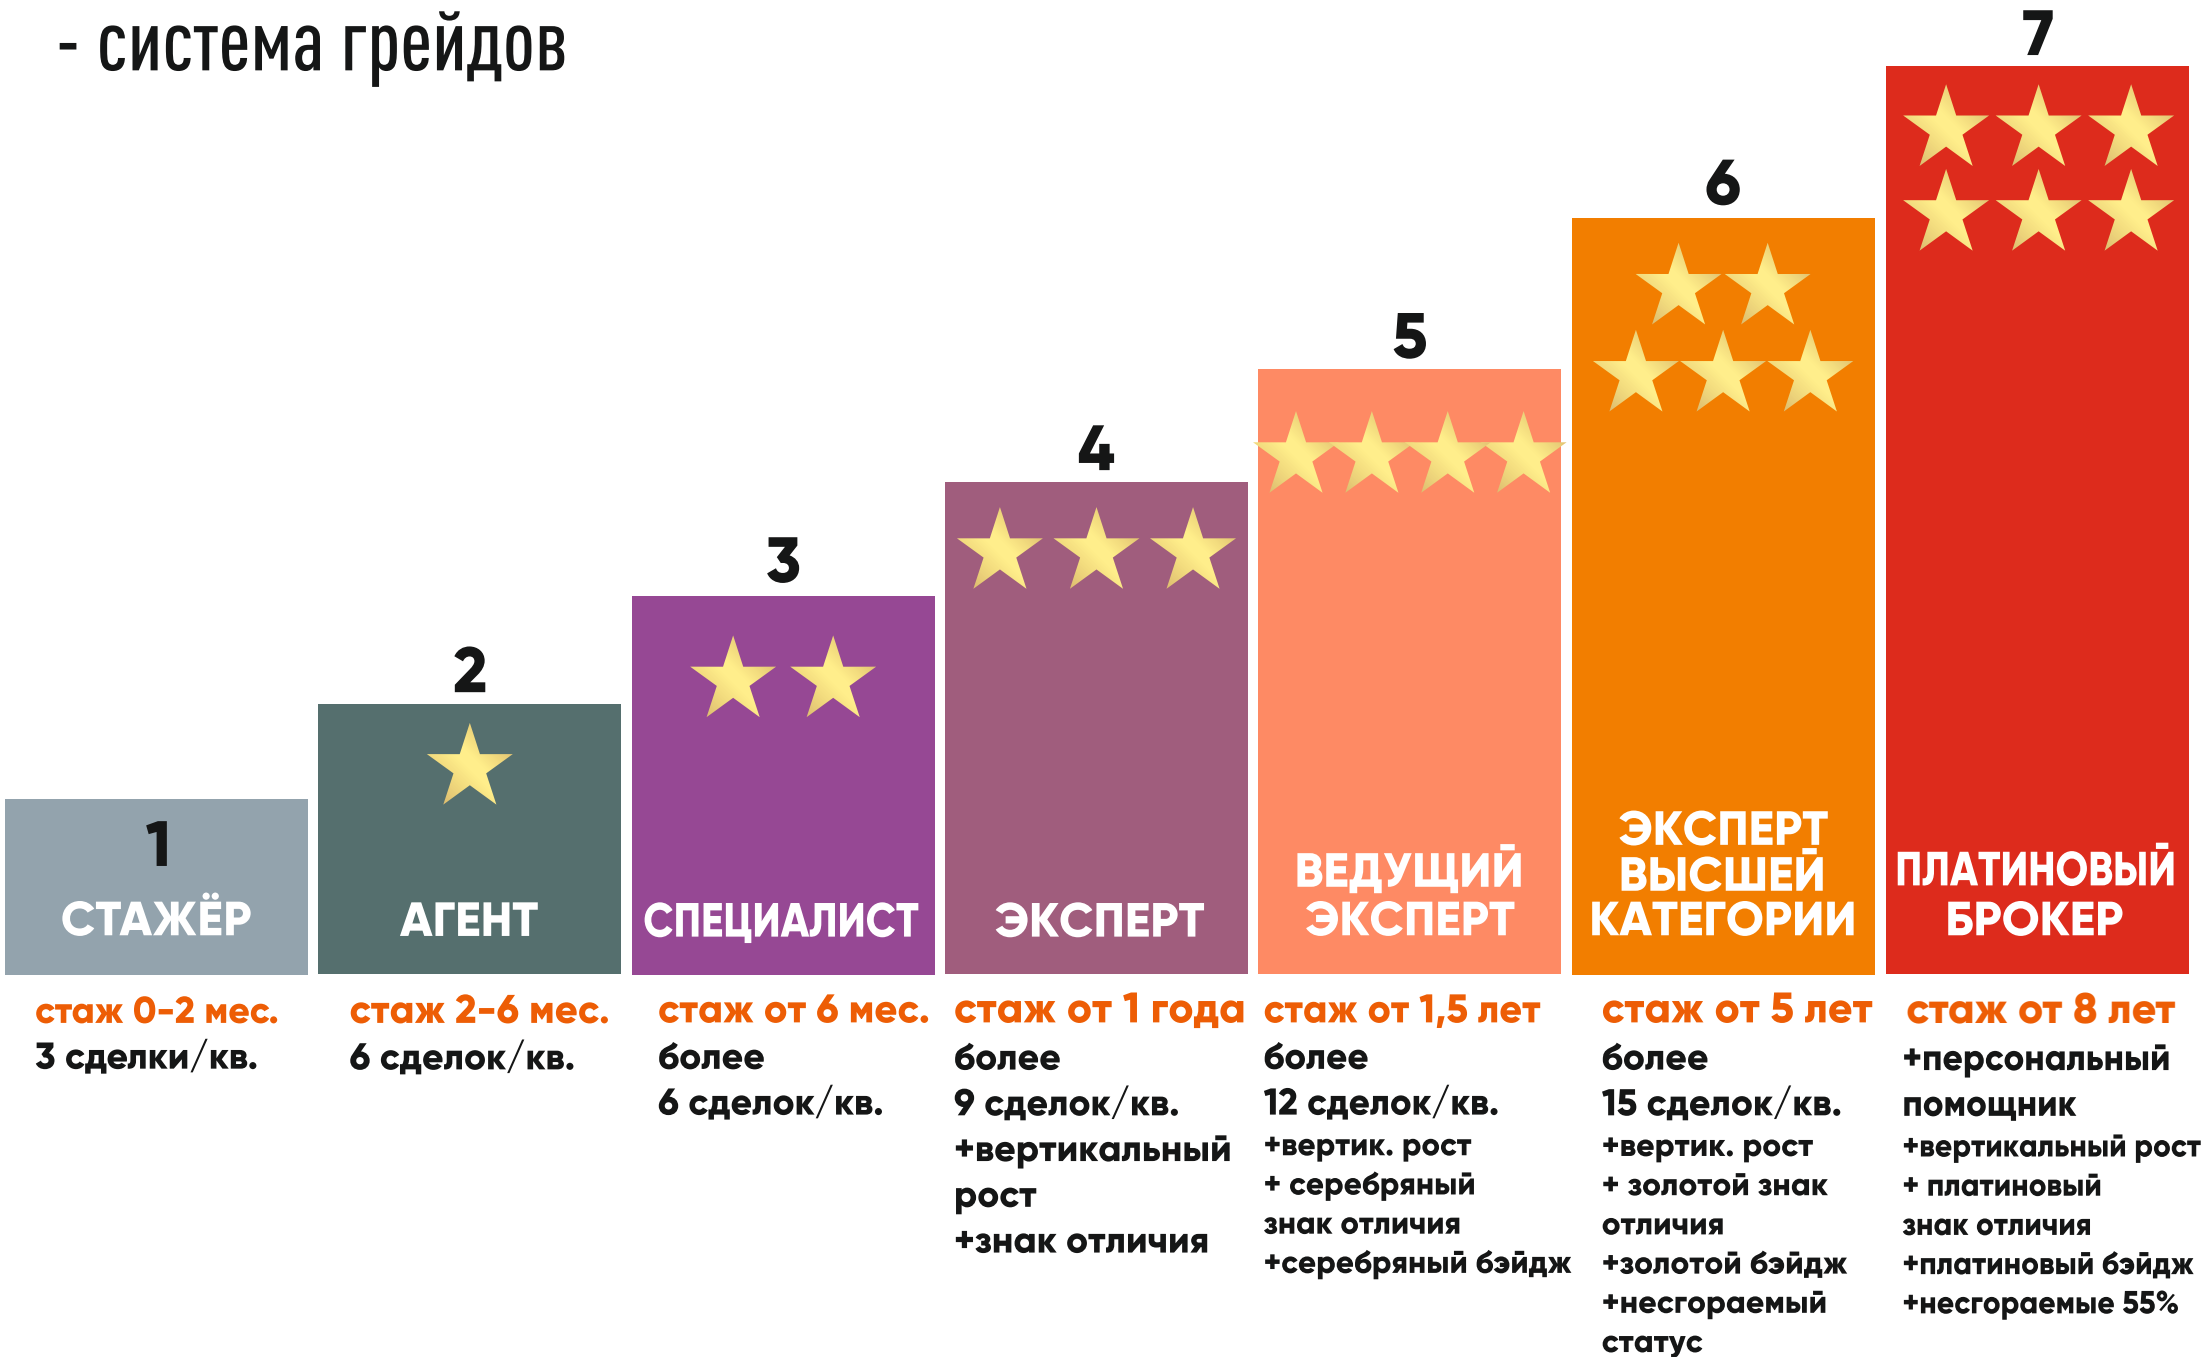 - система грейдов
1
СТАЖЁР
стаж 0-2 мес.
3 сделки/кв.
2
АГЕНТ
стаж 2-6 мес.
6 сделок/кв.
3
СПЕЦИАЛИСТ
стаж от 6 мес.
более
6 сделок/кв.
4
ЭКСПЕРТ
стаж от 1 года
более
9 сделок/кв.
+вертикальный
рост
+знак отличия
5
ВЕДУЩИЙ
ЭКСПЕРТ
стаж от 1,5 лет
более
12 сделок/кв.
+вертик. рост
+ серебряный
знак отличия
+серебряный бэйдж
6
ЭКСПЕРТ
ВЫСШЕЙ
КАТЕГОРИИ
стаж от 5 лет
более
15 сделок/кв.
+вертик. рост
+ золотой знак
отличия
+золотой бэйдж
+несгораемый
статус
7
ПЛАТИНОВЫЙ
БРОКЕР
стаж от 8 лет
+персональный
помощник
+вертикальный рост
+ платиновый
знак отличия
+платиновый бэйдж
+несгораемые 55%